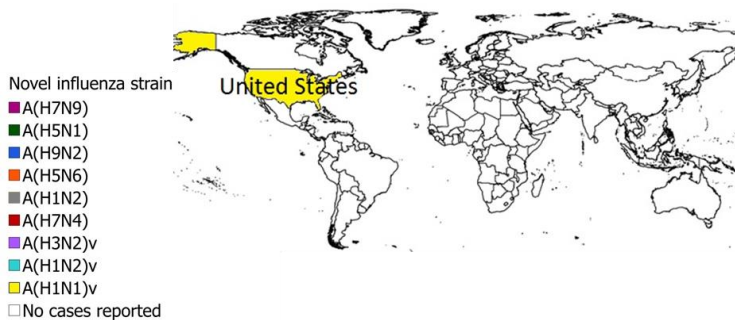 United States
Novel influenza strain
A(H7N9)
A(H5N1)
A(H9N2)
A(H5N6)
A(H1N2)
A(H7N4)
A(H3N2)v
A(H1N2)v
A(H1N1)v
No cases reported